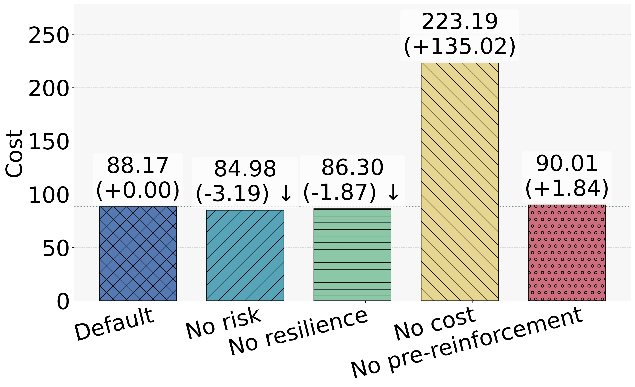 Cost
250
200
150
100
50
0
88.17
(+0.00)
84.98
(-3.19) ↓
86.30
(-1.87) ↓
223.19
(+135.02)
90.01
(+1.84)
Default
No risk
No resilience
No cost
No pre-reinforcement